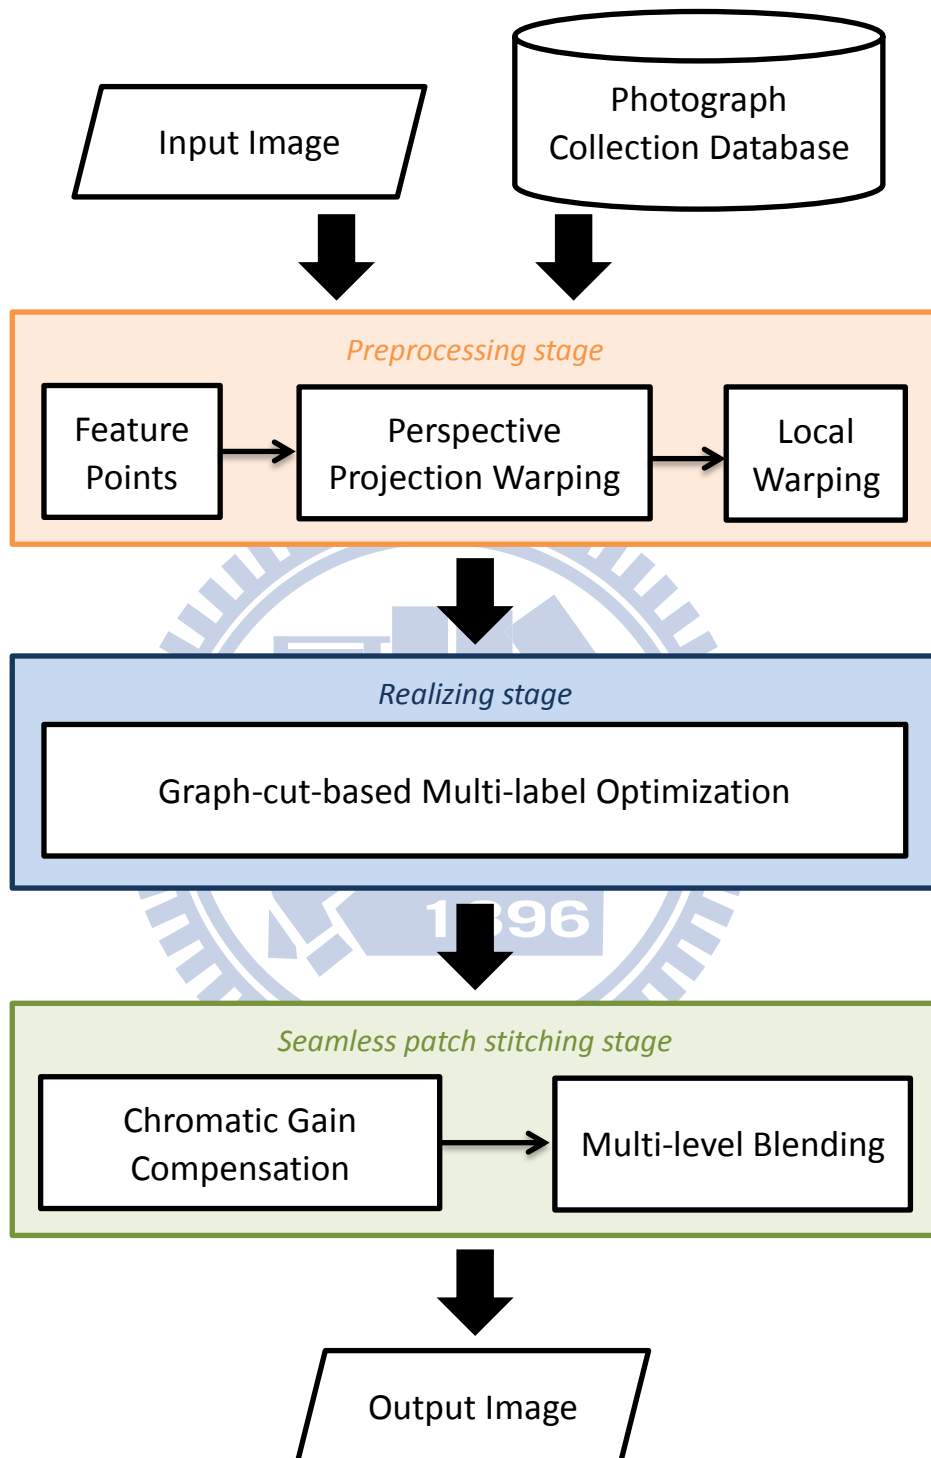 Input Image
Photograph
Collection Database
Preprocessing stage
Feature
Points
Perspective
Projection Warping
Local
Warping
Realizing stage
Graph-cut-based Multi-label Optimization
1896
Seamless patch stitching stage
Chromatic Gain
Compensation
Multi-level Blending
Output Image